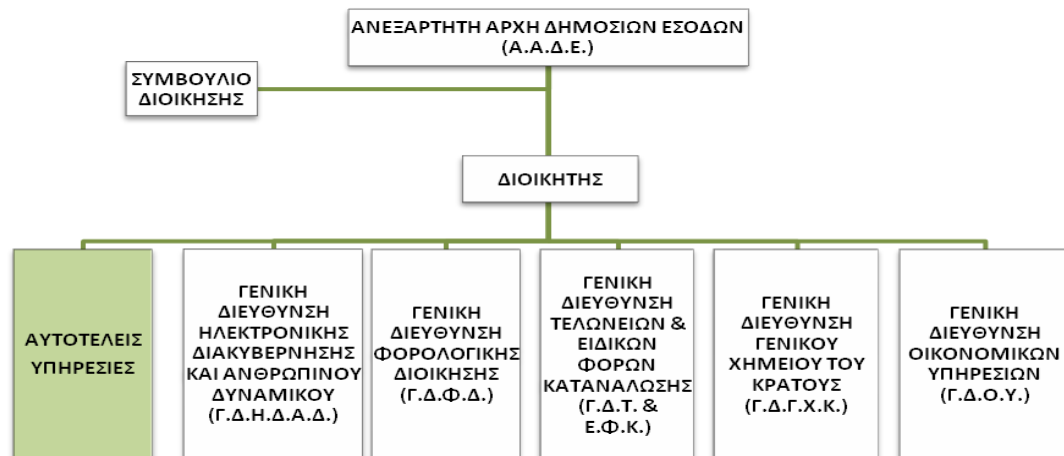 ΑΝΕΞΑΡΤΗΤΗ ΑΡΧΗ ΔΗΜΟΣΙΩΝ ΕΣΟΔΩΝ
(Α.Α.Δ.Ε.)
ΣΥΜΒΟΥΛΙΟ
ΔΙΟΙΚΗΣΗΣ
ΔΙΟΙΚΗΤΗΣ
ΑΥΤΟΤΕΛΕΙΣ
ΥΠΗΡΕΣΙΕΣ
ΓΕΝΙΚΗ
ΔΙΕΥΘΥΝΣΗ
ΗΛΕΚΤΡΟΝΙΚΗΣ
ΔΙΑΚΥΒΕΡΝΗΣΗΣ
ΚΑΙ ΑΝΘΡΩΠΙΝΟΥ
ΔΥΝΑΜΙΚΟΥ
(Γ.Δ.Η.Δ.Α.Δ.)
ΓΕΝΙΚΗ
ΔΙΕΥΘΥΝΣΗ
ΦΟΡΟΛΟΓΙΚΗΣ
ΔΙΟΙΚΗΣΗΣ
(Γ.Δ.Φ.Δ.)
ΓΕΝΙΚΗ
ΔΙΕΥΘΥΝΣΗ
ΤΕΛΩΝΕΙΩΝ &
ΕΙΔΙΚΩΝ
ΦΟΡΩΝ
ΚΑΤΑΝΑΛΩΣΗΣ
(Γ.Δ.Τ. &
Ε.Φ.Κ.)
ΓΕΝΙΚΗ
ΔΙΕΥΘΥΝΣΗ
ΓΕΝΙΚΟΥ
ΧΗΜΕΙΟΥ ΤΟΥ
ΚΡΑΤΟΥΣ
(Γ.Δ.Γ.Χ.Κ.)
ΓΕΝΙΚΗ
ΔΙΕΥΘΥΝΣΗ
ΟΙΚΟΝΟΜΙΚΩΝ
ΥΠΗΡΕΣΙΩΝ
(Γ.Δ.Ο.Υ.)